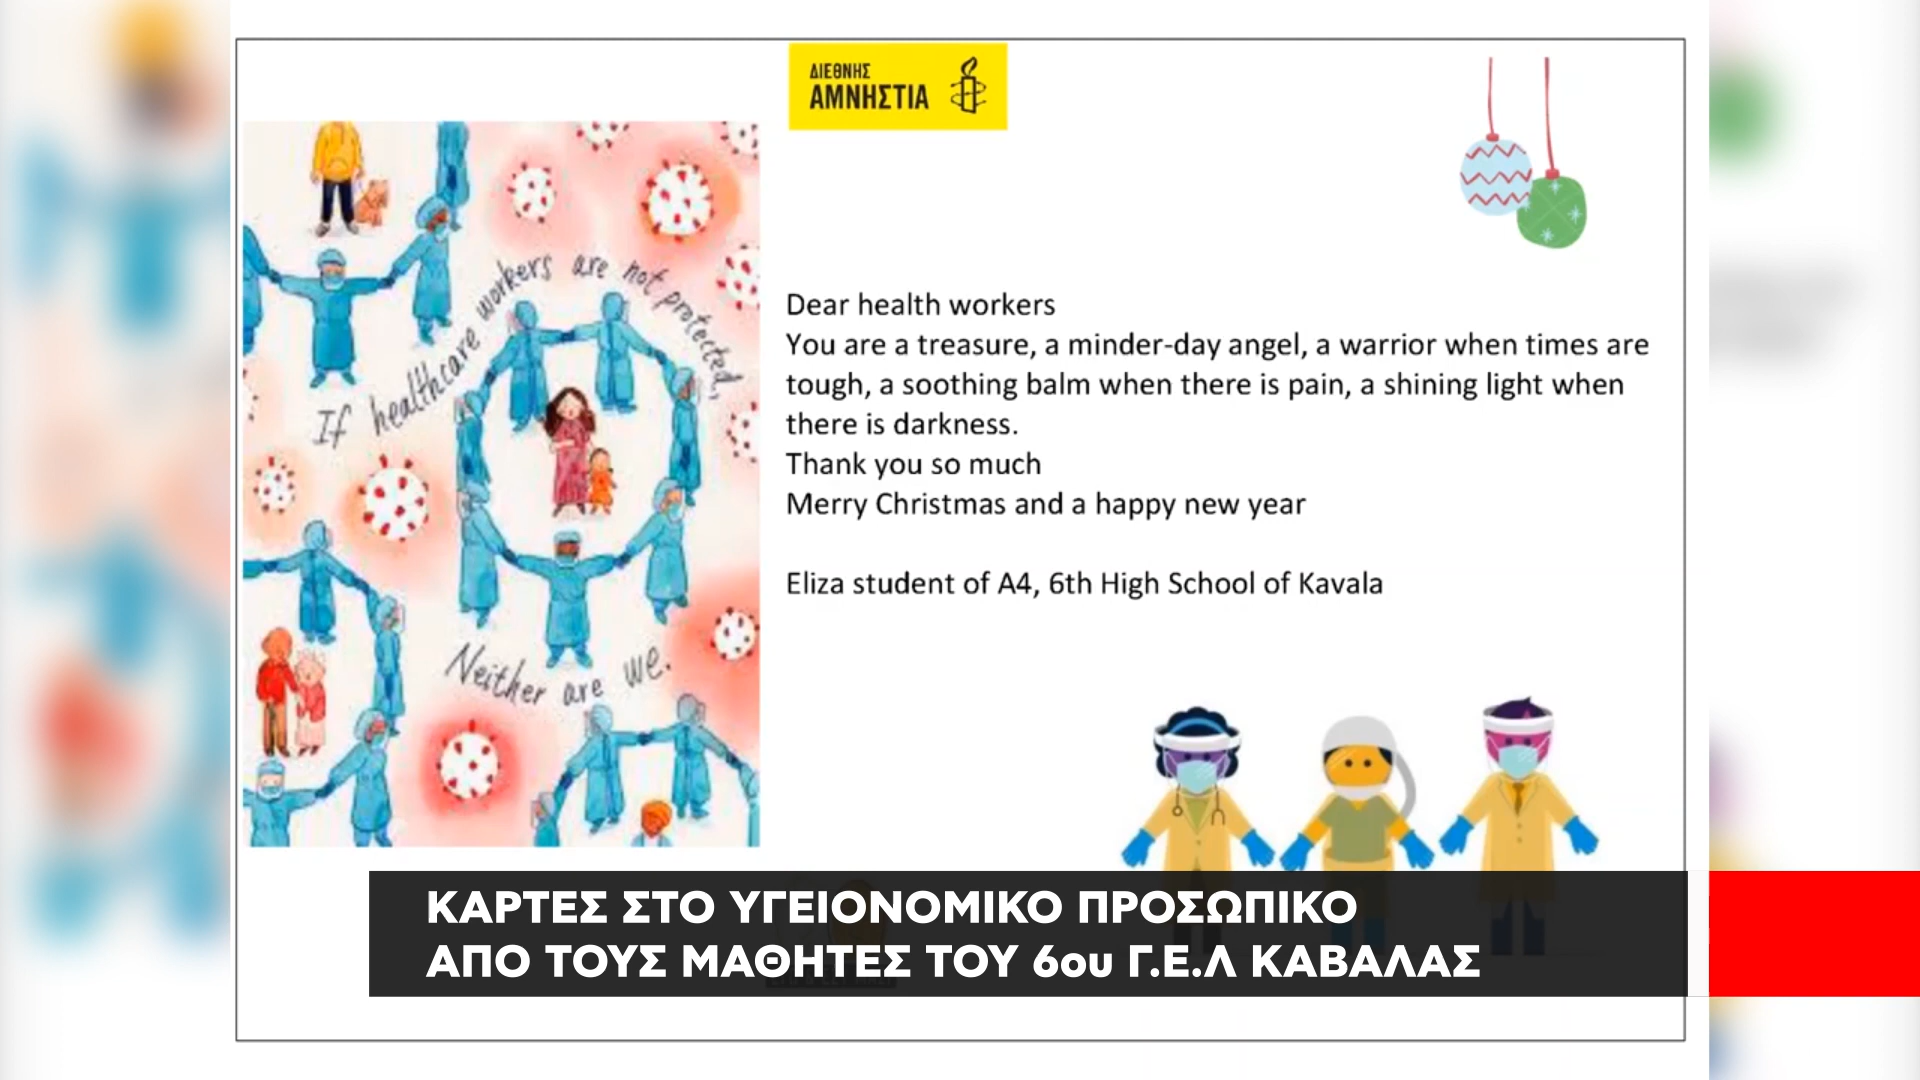 ΔΙΕΘΝΗΣ
ΑΜΝΗΣΤΙΑ
If healthcare workers are not protected,
Neither are we.
Dear health workers
You are a treasure, a minder-day angel, a warrior when times are
tough, a soothing balm when there is pain, a shining light when
there is darkness.
Thank you so much
Merry Christmas and a happy new year
Eliza student of A4, 6th High School of Kavala
ΚΑΡΤΕΣ ΣΤΟ ΥΓΕΙΟΝΟΜΙΚΟ ΠΡΟΣΩΠΙΚΟ
ΑΠΟ ΤΟΥΣ ΜΑΘΗΤΕΣ ΤΟΥ 6ου Γ.Ε.Λ ΚΑΒΑΛΑΣ